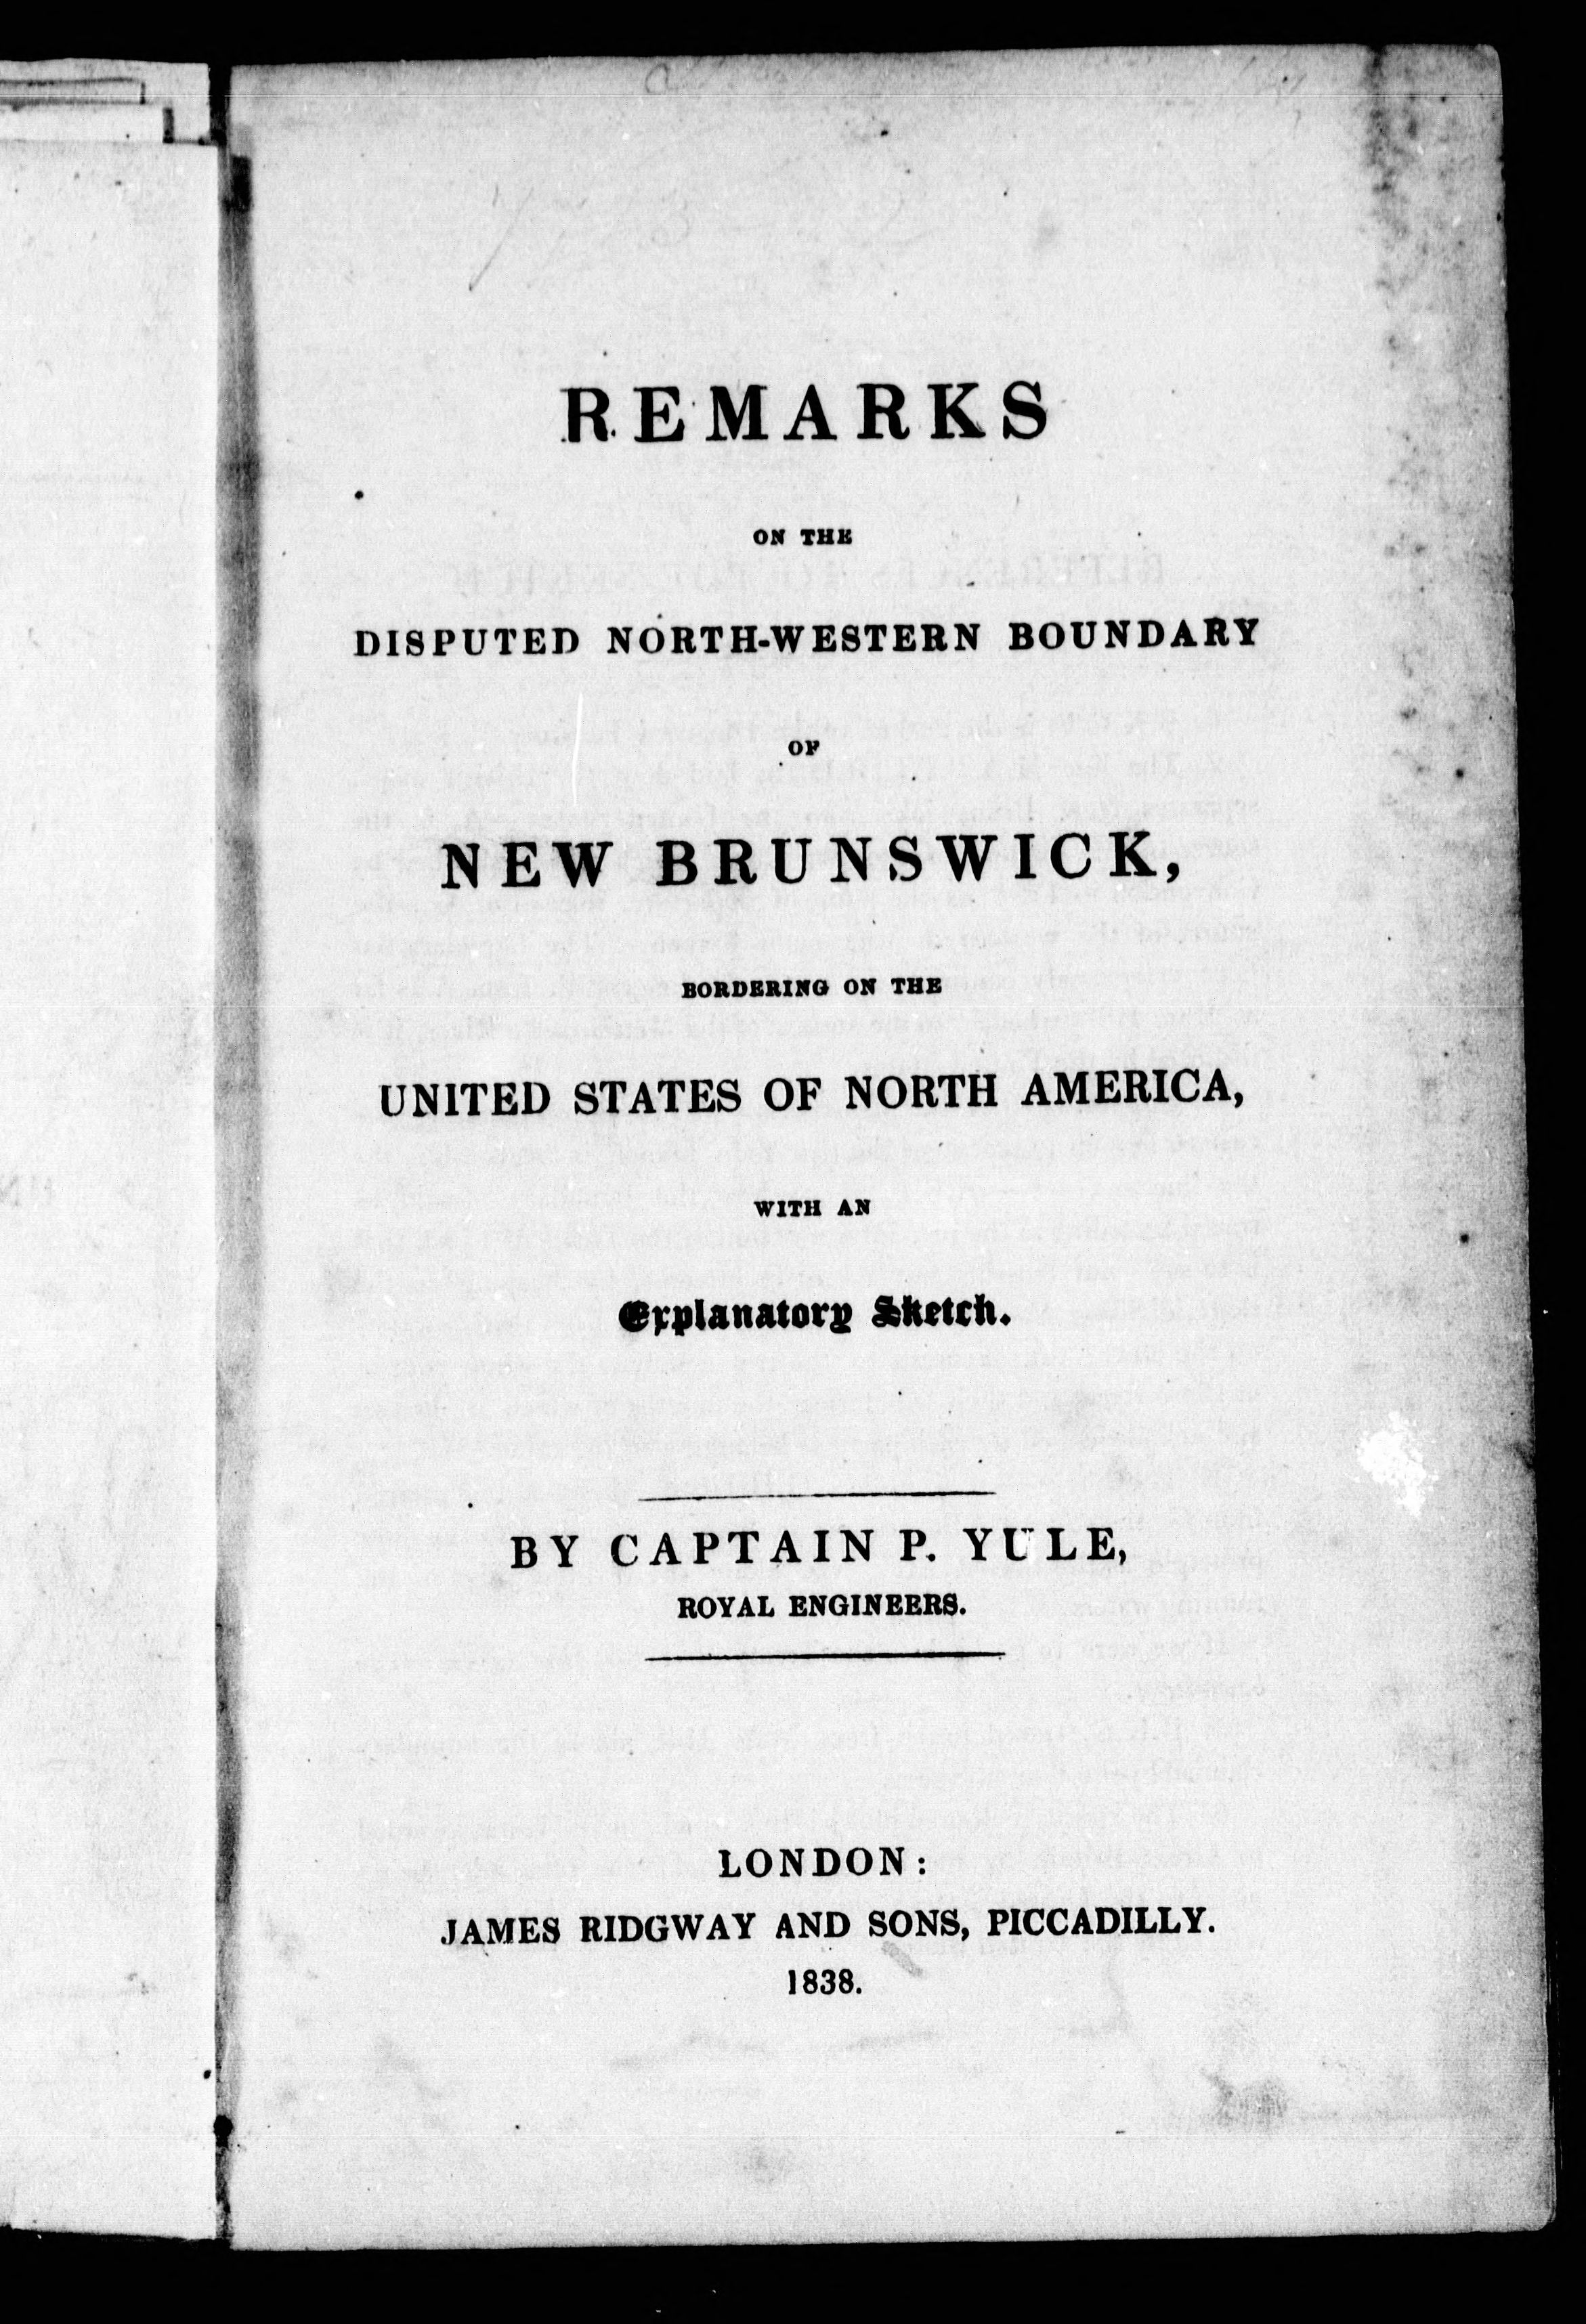 REMARKS
ON THE
DISPUTED NORTH-WESTERN BOUNDARY
OF
NEW BRUNSWICK,
BORDERING ON THE
UNITED STATES OF NORTH AMERICA,
WITH AN
Explanatory Sketch.
BY CAPTAIN P. YULE,
ROYAL ENGINEERS.
LONDON:
JAMES RIDGWAY AND SONS, PICCADILLY.
1838.